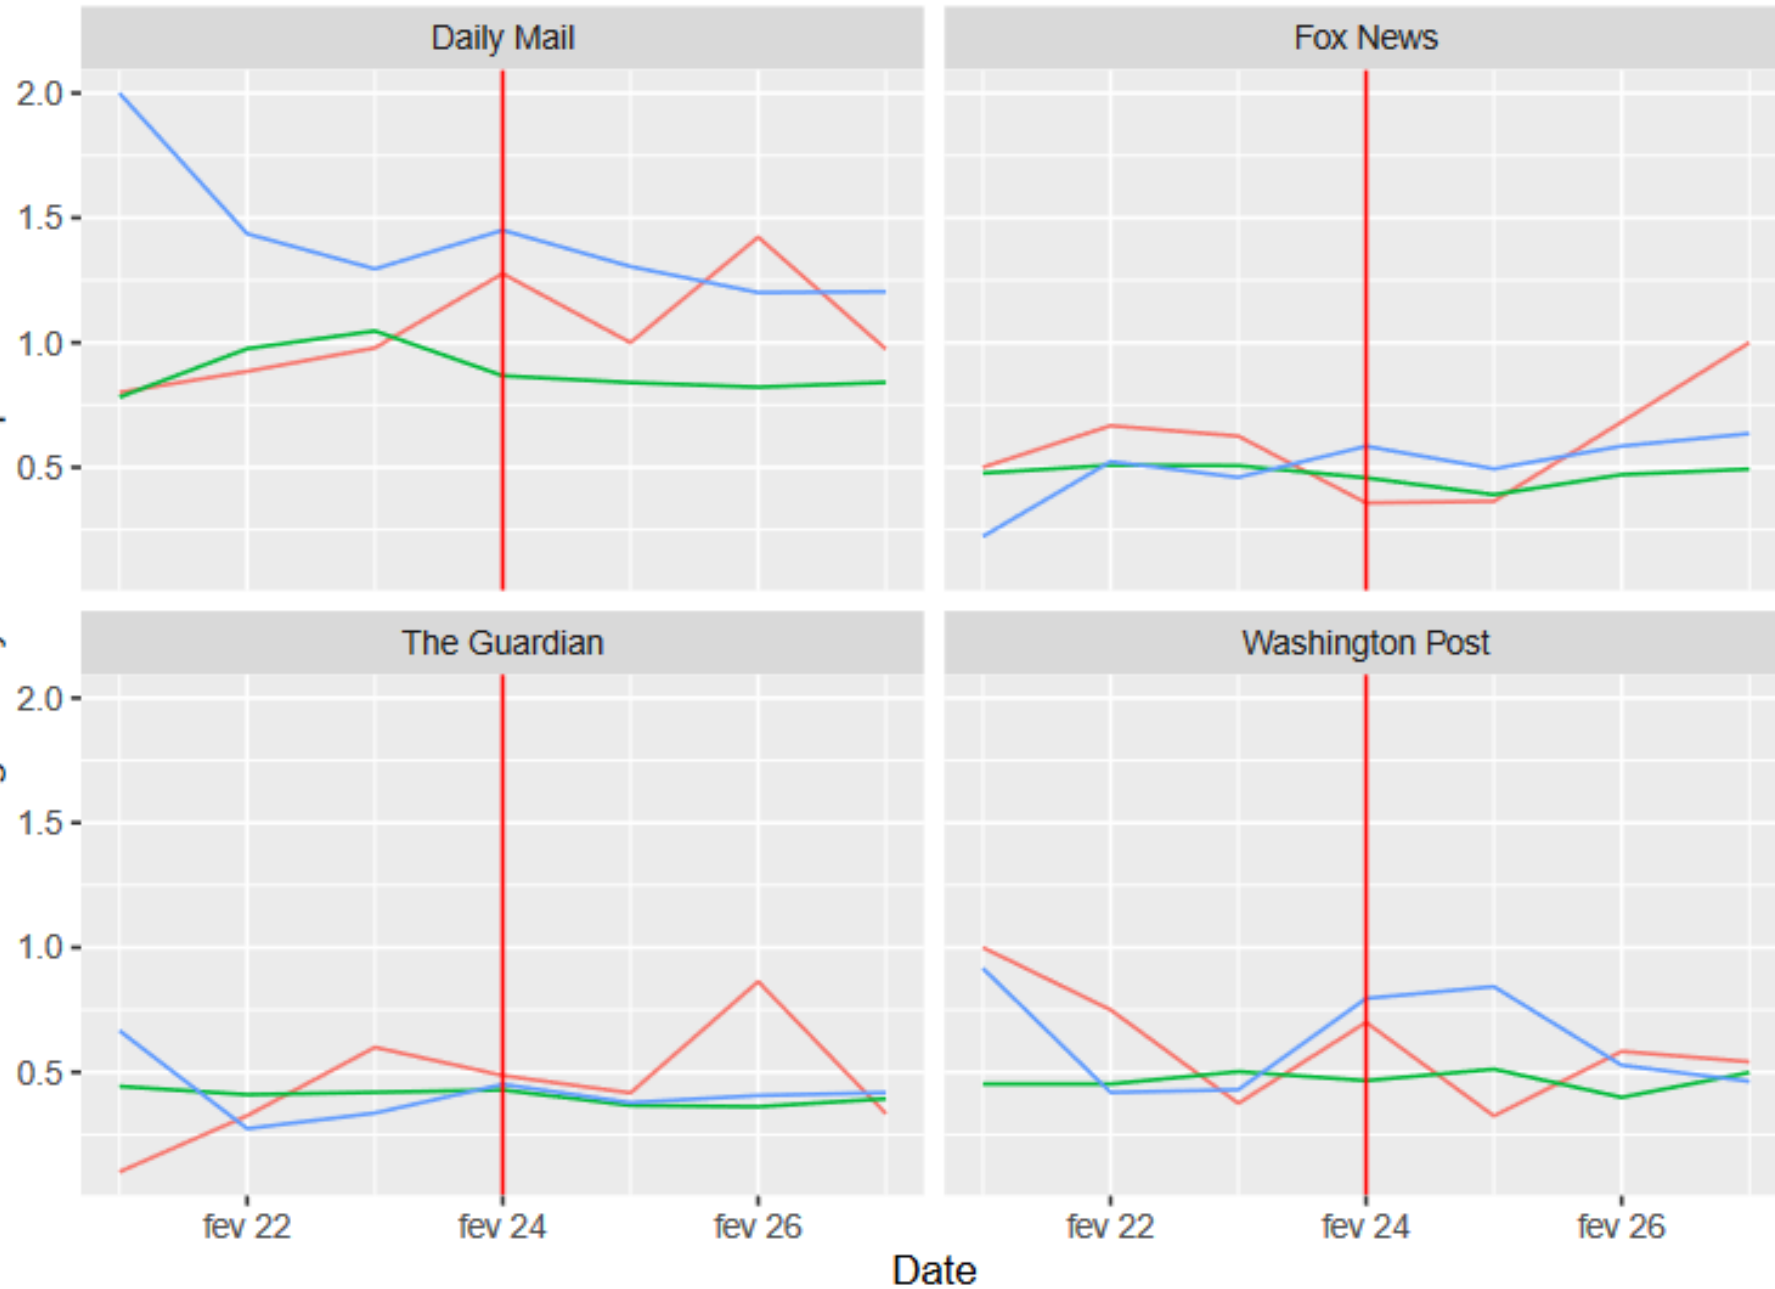 Daily Mail
Fox News
2.0
1.5
1.0
0.5
The Guardian
Washington Post
2.0
1.5
1.0
0.5
fev 22 fev 24 fev 26
fev 22 fev 24 fev 26
Date